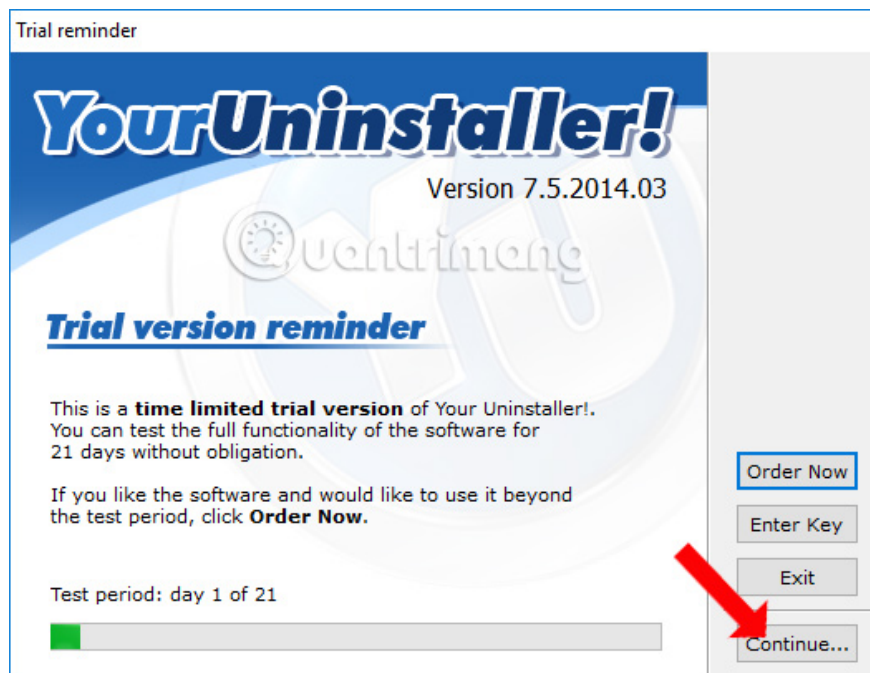 Trial reminder
YourUninstaller!
Version 7.5.2014.03
Quantrimang
Trial version reminder
This is a time limited trial version of Your Uninstaller!.
You can test the full functionality of the software for
21 days without obligation.
If you like the software and would like to use it beyond
the test period, click Order Now.
Test period: day 1 of 21
Order Now
Enter Key
Exit
Continue...